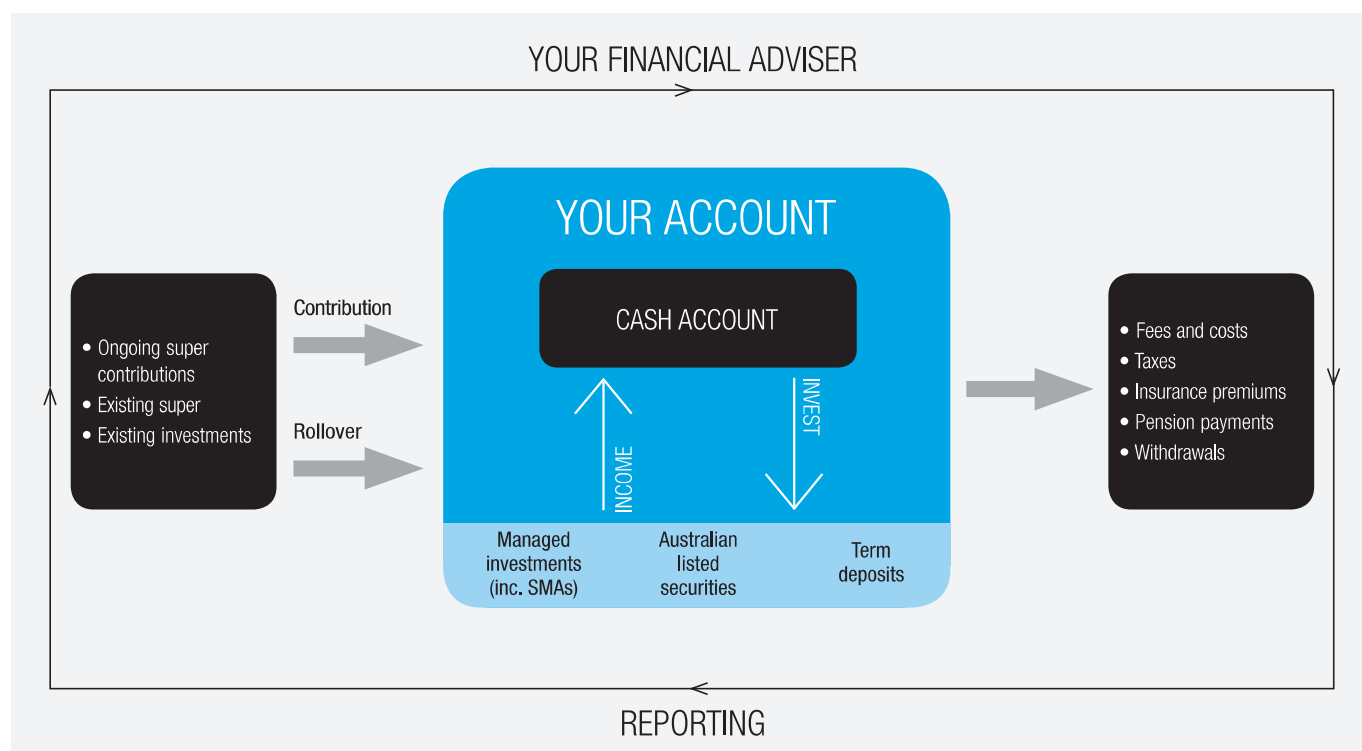 YOUR FINANCIAL ADVISER
• Ongoing super
contributions
• Existing super
• Existing investments
Contribution
Rollover
YOUR ACCOUNT
CASH ACCOUNT
INCOME
INVEST
Managed
investments
(inc. SMAs)
Australian
listed
securities
Term
deposits
• Fees and costs
• Taxes
• Insurance premiums
• Pension payments
• Withdrawals
REPORTING